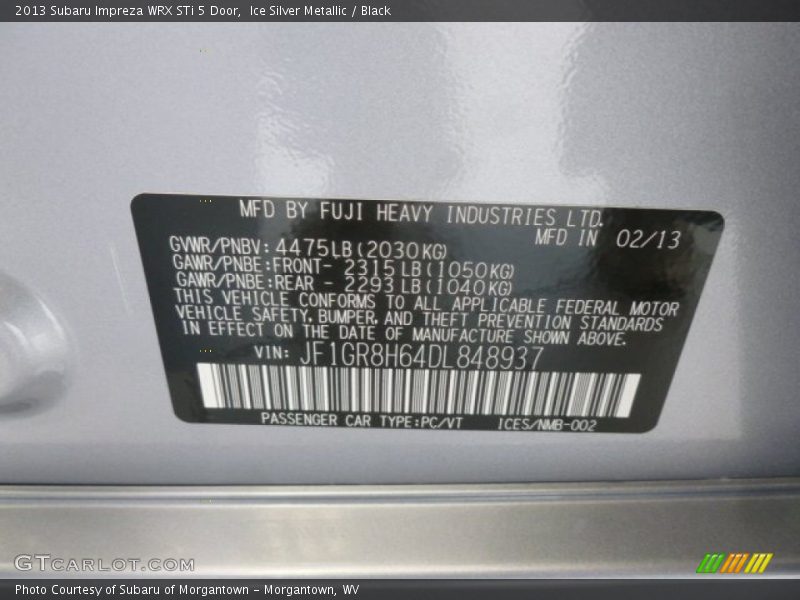 2013 Subaru Impreza WRX STi 5 Door,  Ice Silver Metallic / Black
MFD BY FUJI HEAVY INDUSTRIES LTD.
MFD IN 02/13
GVWR/PNBV: 4475LB(2030KG)
GAWR/PNBE:FRONT- 2315LB(1050KG)
GAWR/PNBE:REAR - 2293LB(1040KG)
THIS VEHICLE CONFORMS TO ALL APPLICABLE FEDERAL MOTOR
VEHICLE SAFETY, BUMPER, AND THEFT PREVENTION STANDARDS
IN EFFECT ON THE DATE OF MANUFACTURE SHOWN ABOVE.
VIN: JF1GR8H64DL848937
PASSENGER CAR TYPE:PC/VT ICES/NMB-002
GTCARLOT.COM
Photo Courtesy of Subaru of Morgantown - Morgantown, WV